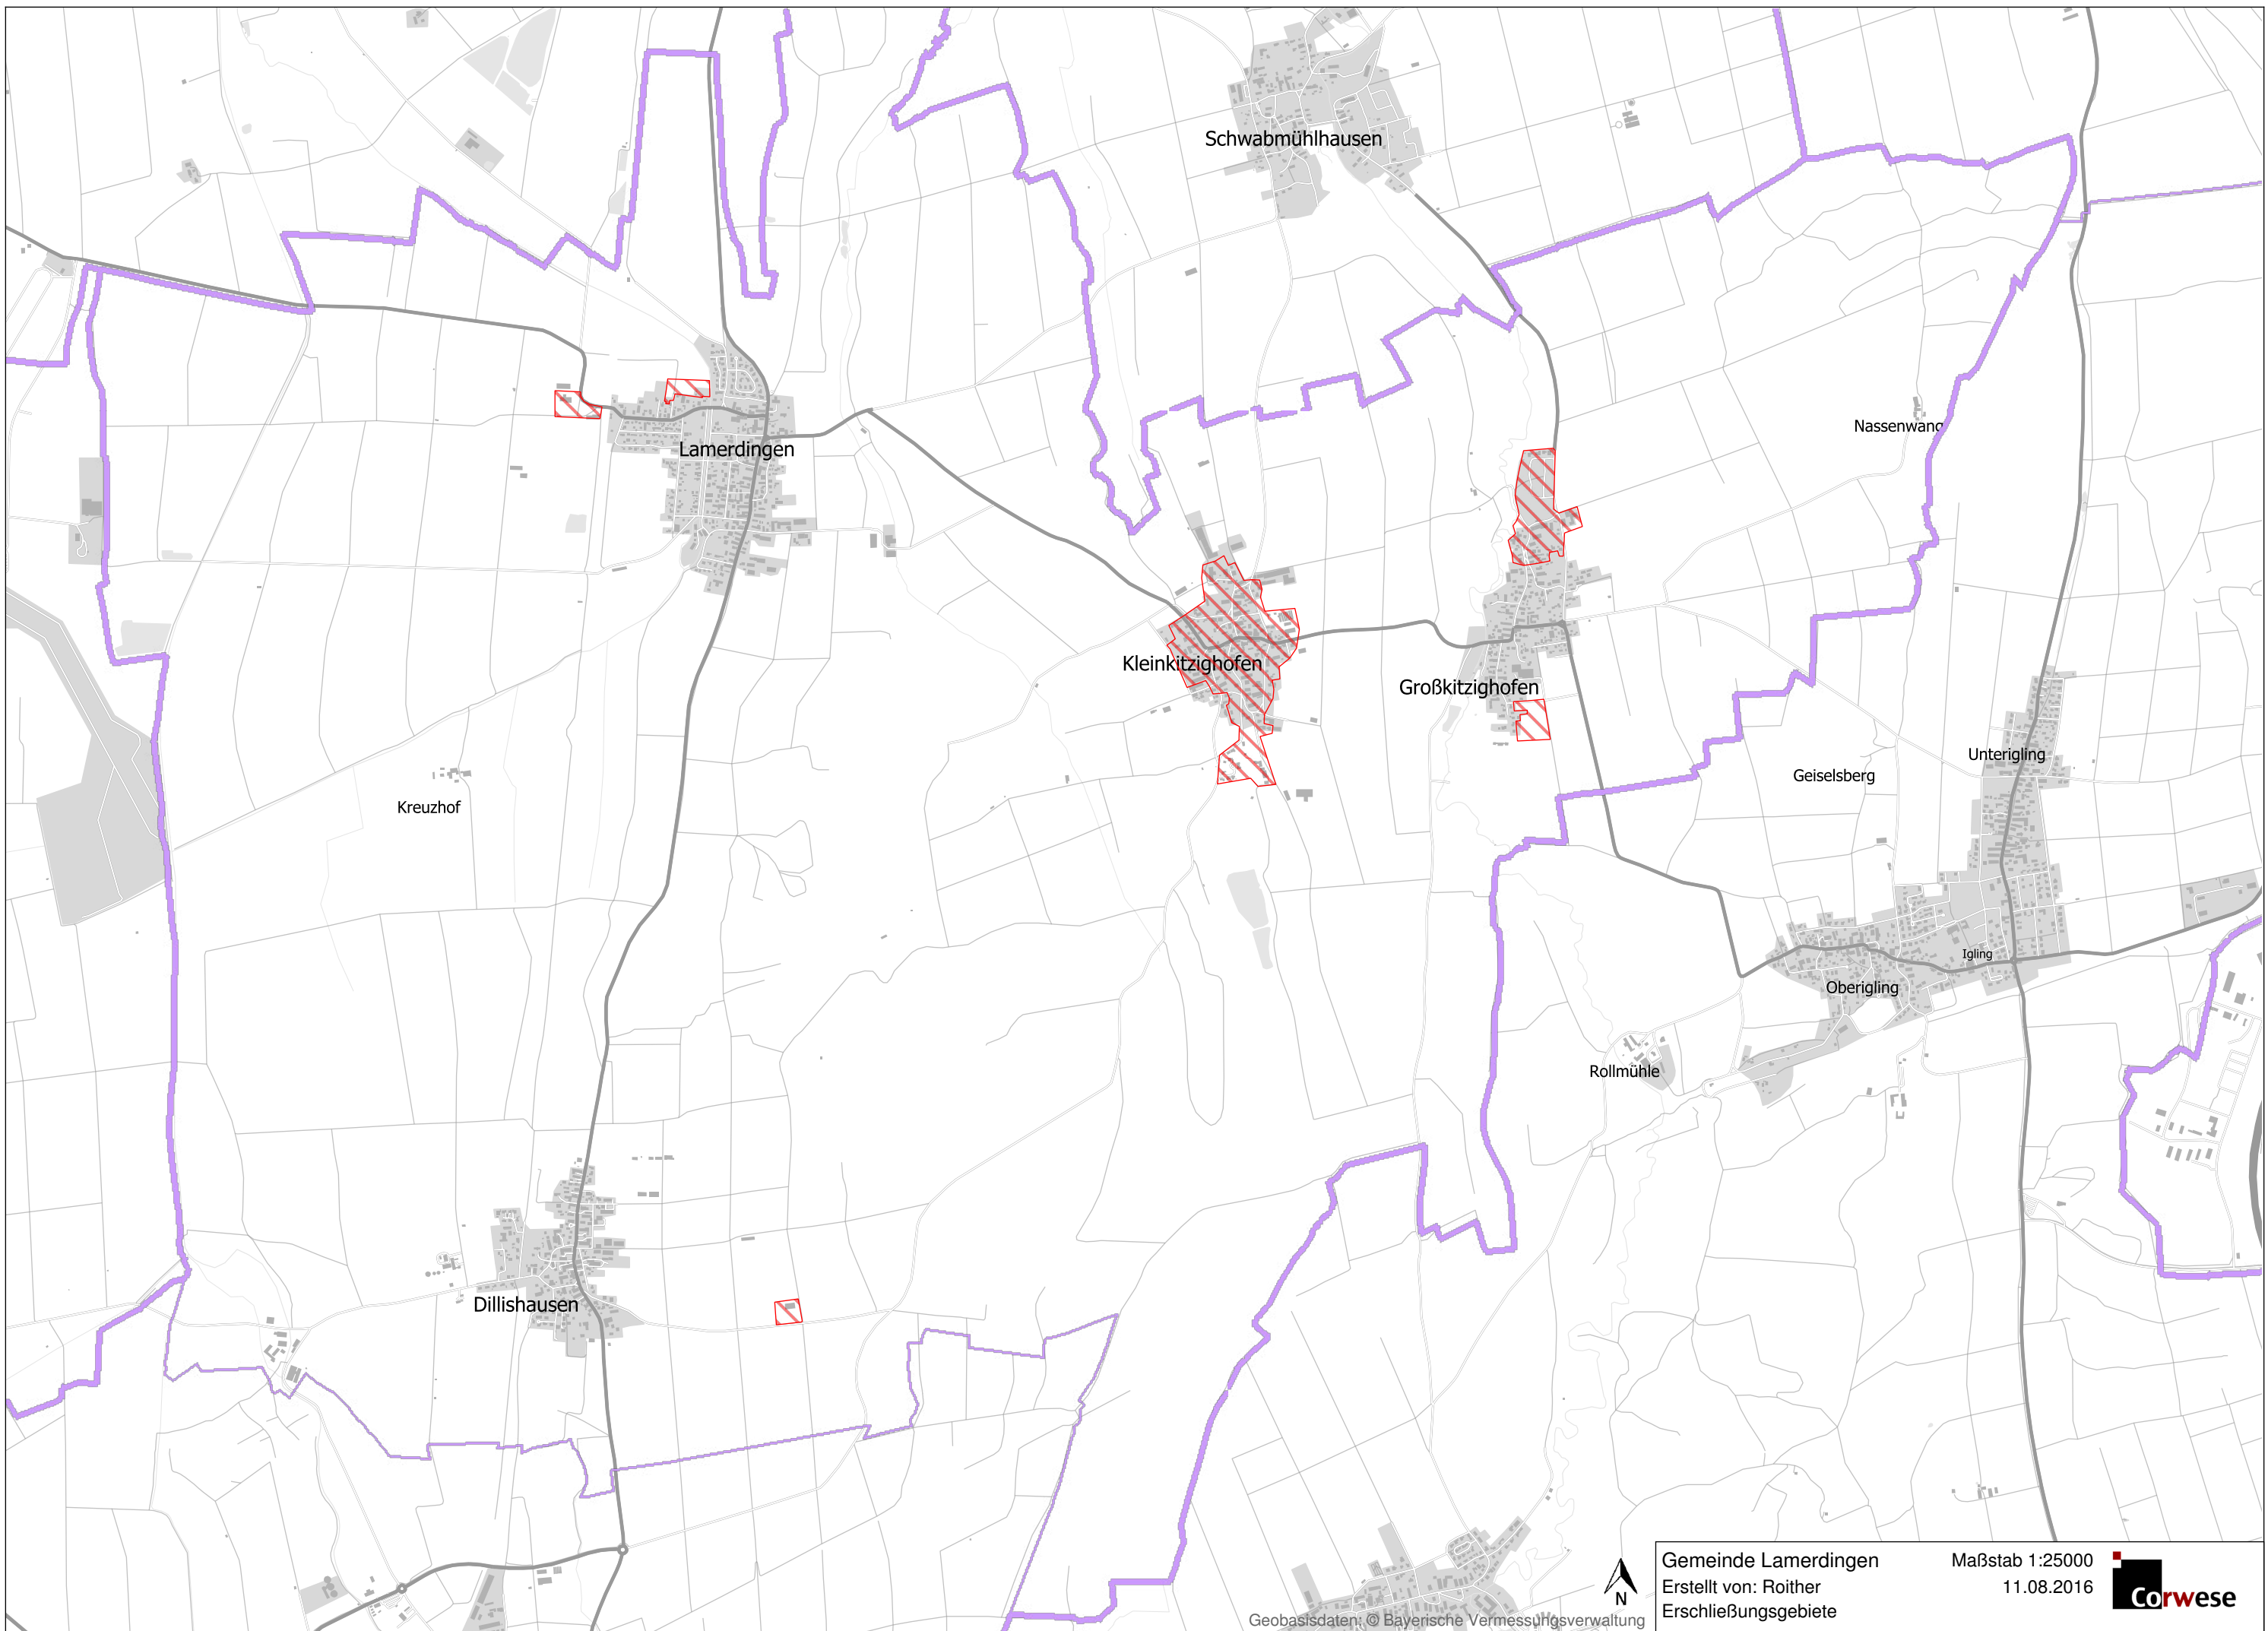 Schwabmühlhausen
Nassenwang
Lamerdingen
Kleinkitzighofen
Großkitzighofen
Unterigling
Geiselsberg
Kreuzhof
Igling
Oberigling
Rollmühle
Dillishausen
N
Geobasisdaten: © Bayerische Vermessungsverwaltung
Gemeinde Lamerdingen
Maßstab 1:25000
Erstellt von: Roither
11.08.2016
Erschließungsgebiete
Corwese